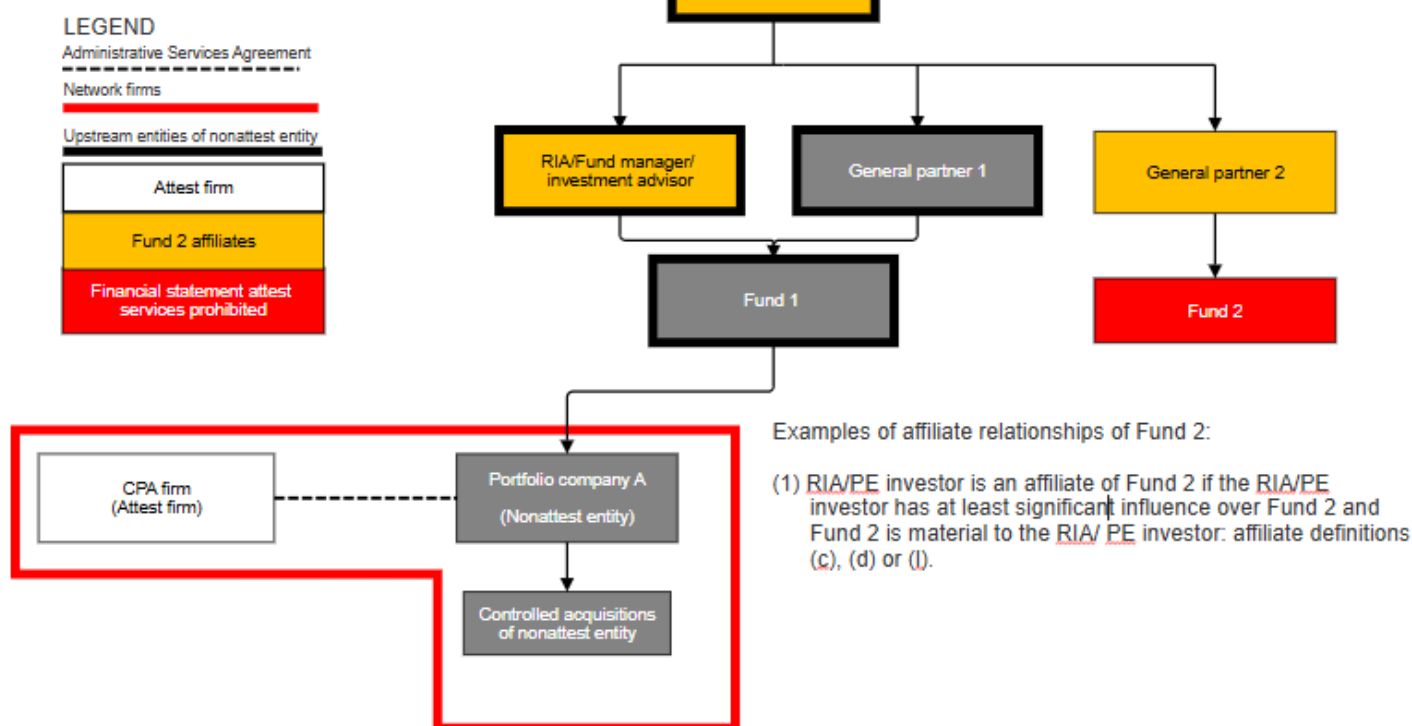 LEGEND
Administrative Services Agreement
Network firms
Upstream entities of nonattest entity
Attest firm
Fund 2 affiliates
Financial statement attest
services prohibited
RIA/Fund manager/
investment advisor
General partner 1
General partner 2
Fund 1
Fund 2
CPA firm
(Attest firm)
Portfolio company A
(Nonattest entity)
Controlled acquisitions
of nonattest entity
Examples of affiliate relationships of Fund 2:
(1) RIA/PE investor is an affiliate of Fund 2 if the RIA/PE
investor has at least significant influence over Fund 2 and
Fund 2 is material to the RIA/ PE investor: affiliate definitions
(c), (d) or (l).